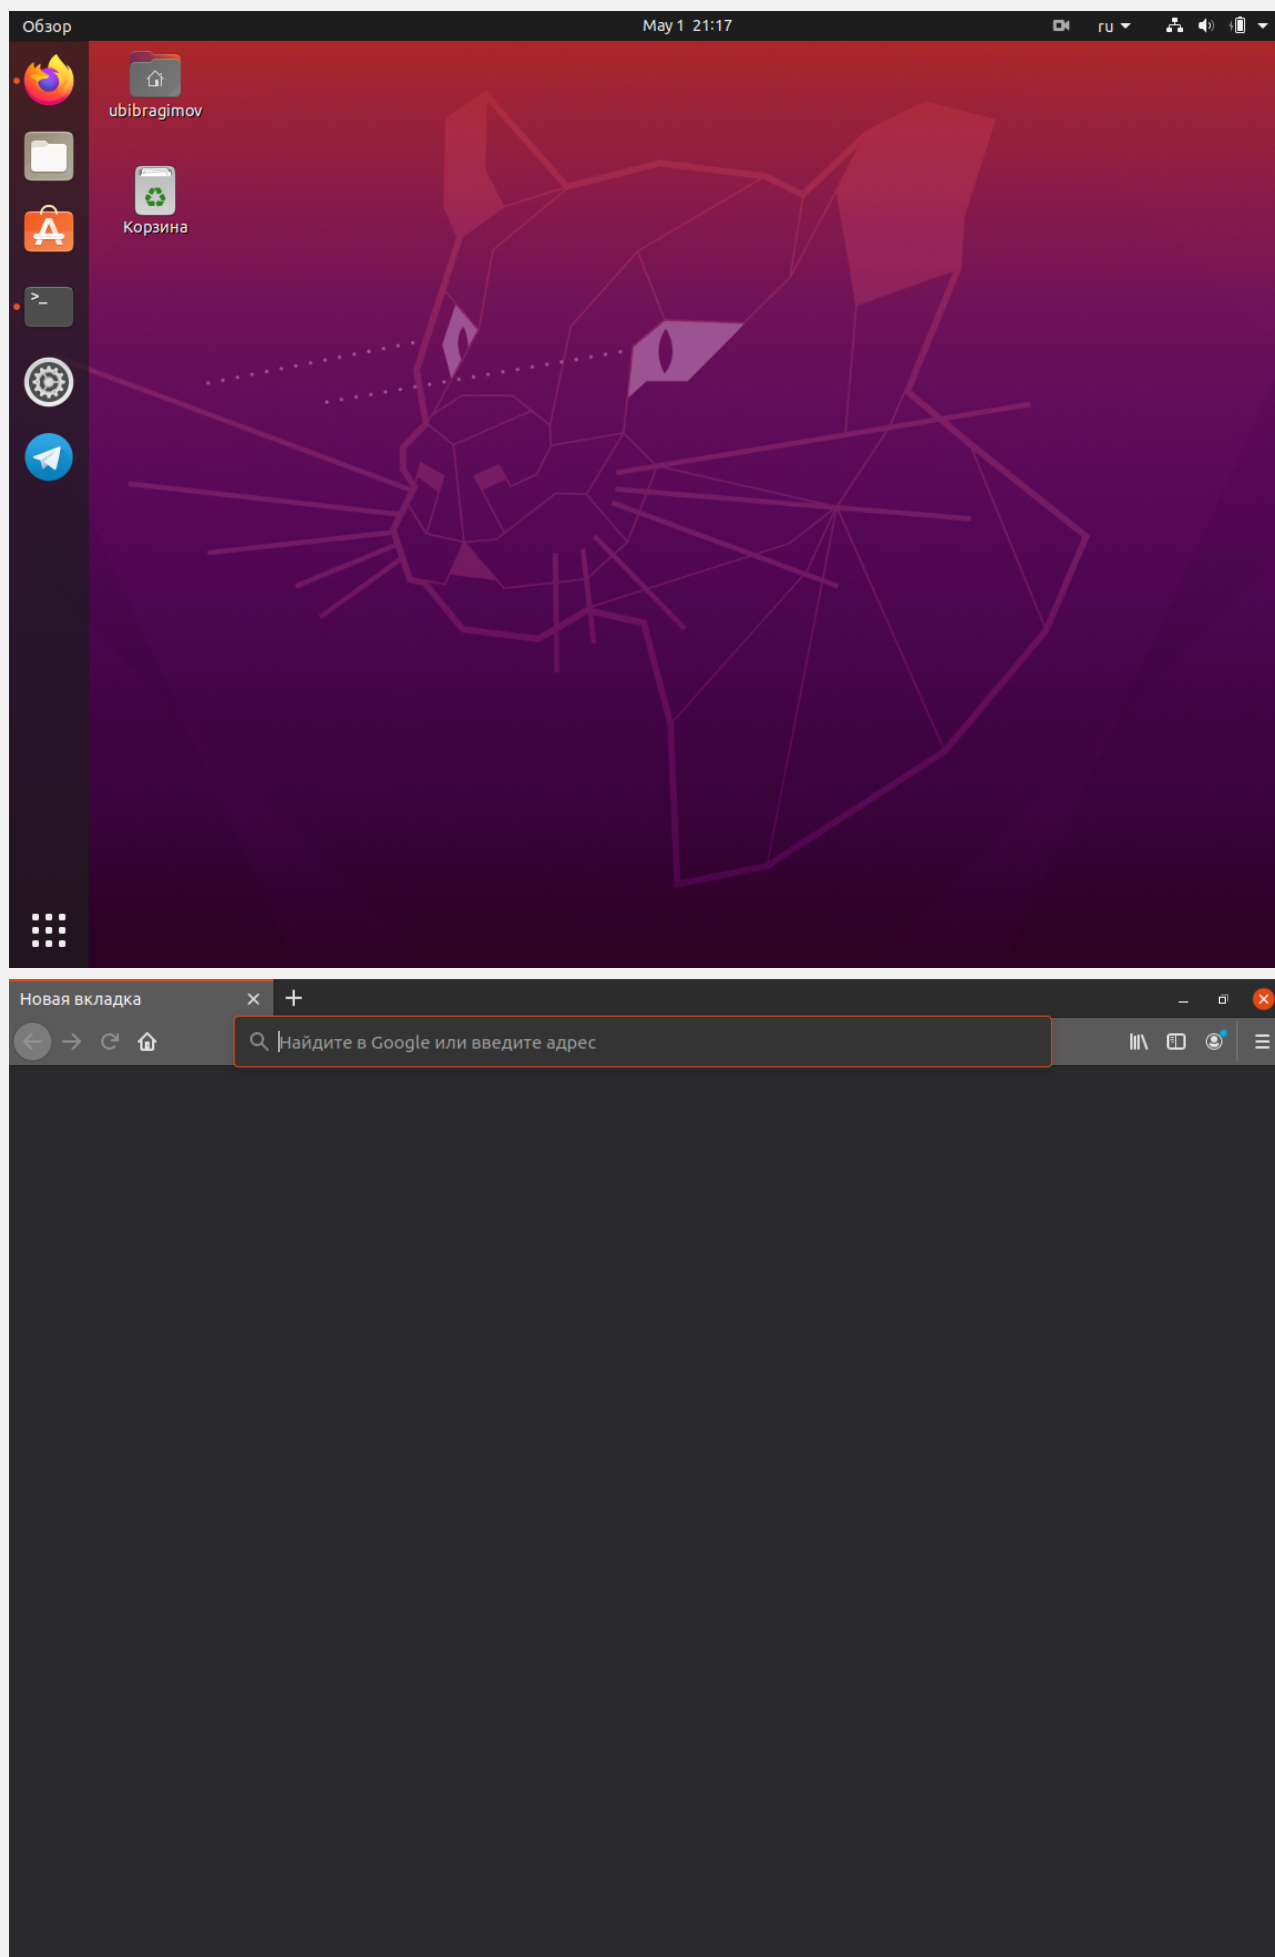 Обзор
May 1 21:17
ru
ubibragimov
Корзина
>_
Новая вкладка
Найдите в Google или введите адрес